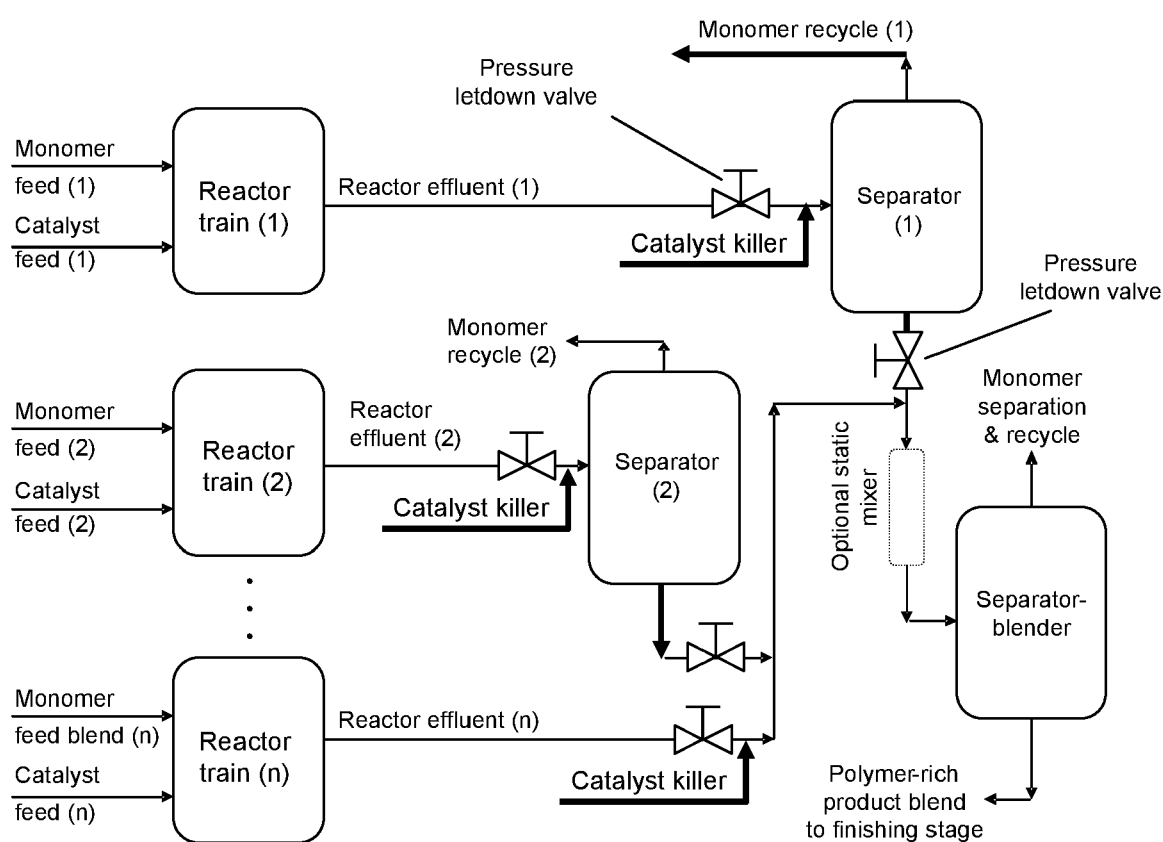 Monomer recycle (1)
Pressure
letdown valve
Monomer
feed (1)
Catalyst
feed (1)
Reactor
train (1)
Reactor effluent (1)
Catalyst killer
Separator
(1)
Pressure
letdown valve
Monomer
recycle (2)
Monomer
feed (2)
Catalyst
feed (2)
Reactor
train (2)
Reactor
effluent (2)
Catalyst killer
Separator
(2)
Monomer
separation
& recycle
Optional static
mixer
Separator-
blender
Monomer
feed blend (n)
Catalyst
feed (n)
Reactor
train (n)
Reactor effluent (n)
Catalyst killer
Polymer-rich
product blend
to finishing stage